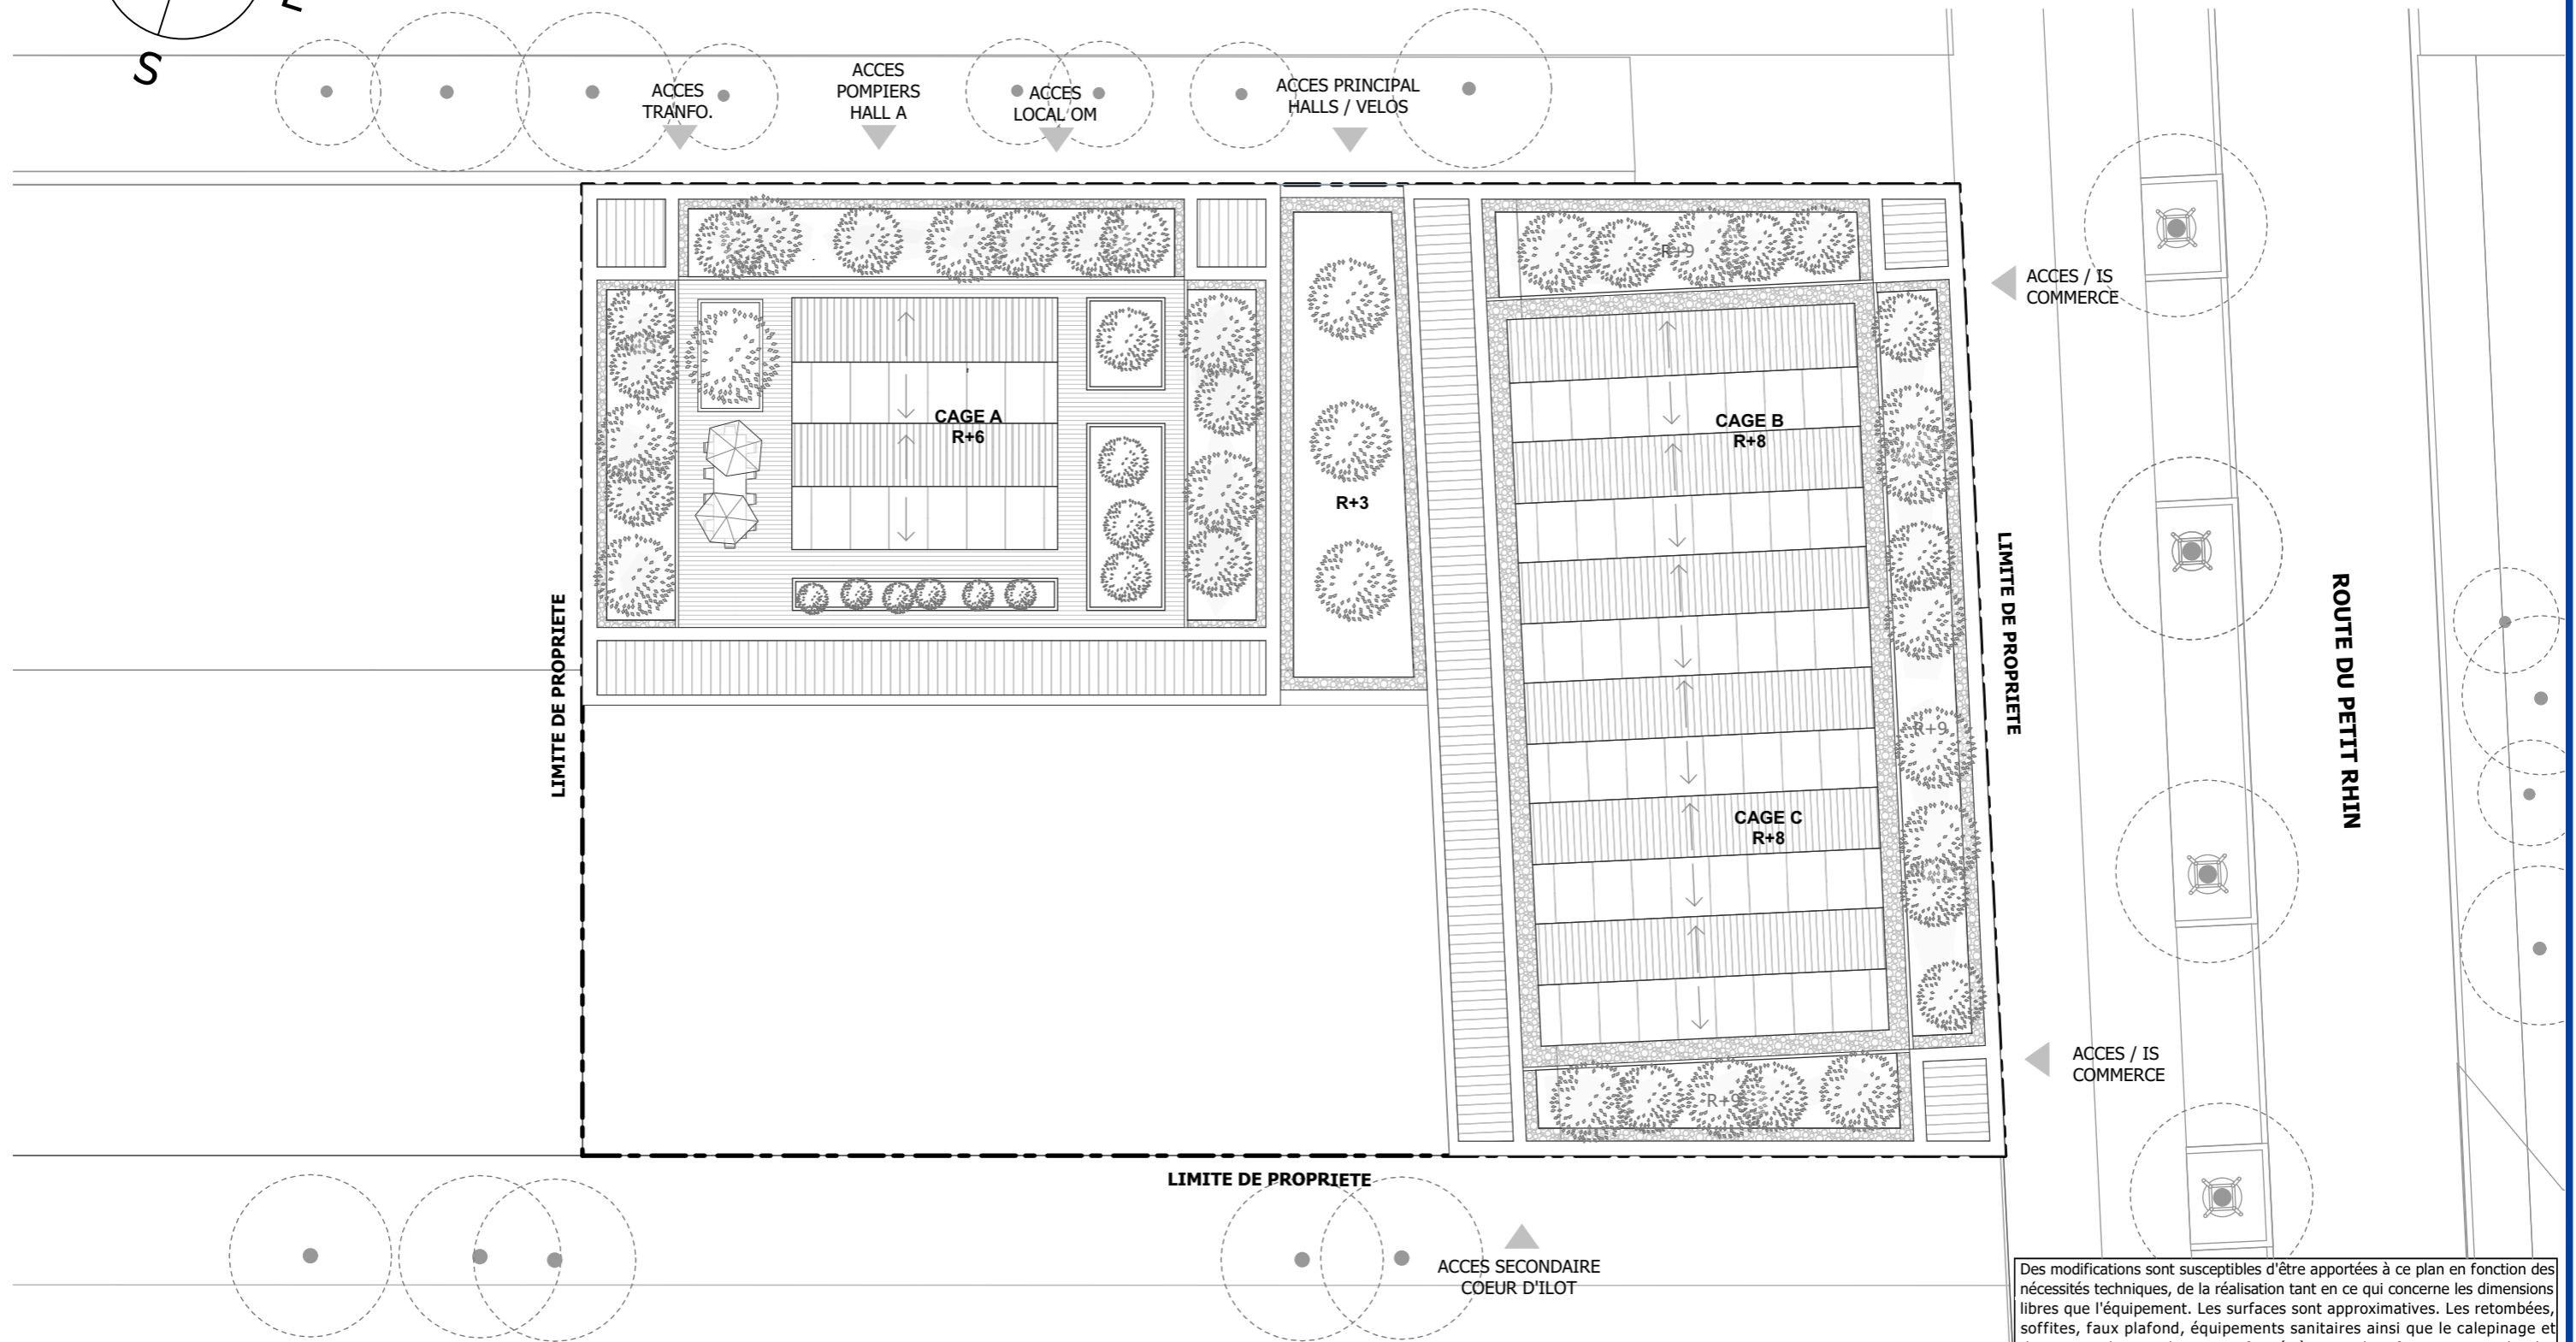 E
S
ACCES
TRANFO.
ACCES
POMPIERS
HALL A
ACCES
LOCAL OM
ACCES PRINCIPAL
HALLS / VELOS
R+9
ACCES / IS
COMMERCE
CAGE A
R+6
CAGE B
R+8
R+3
LIMITE DE PROPRIETE
LIMITE DE PROPRIETE
ROUTE DU PETIT RHIN
R+9
CAGE C
R+8
ACCES / IS
COMMERCE
R+9
LIMITE DE PROPRIETE
ACCES SECONDAIRE
COEUR D'ILOT
Des modifications sont susceptibles d'être apportées à ce plan en fonction des
nécessités techniques, de la réalisation tant en ce qui concerne les dimensions
libres que l'équipement. Les surfaces sont approximatives. Les retombées,
soffites, faux plafond, équipements sanitaires ainsi que le calepinage et